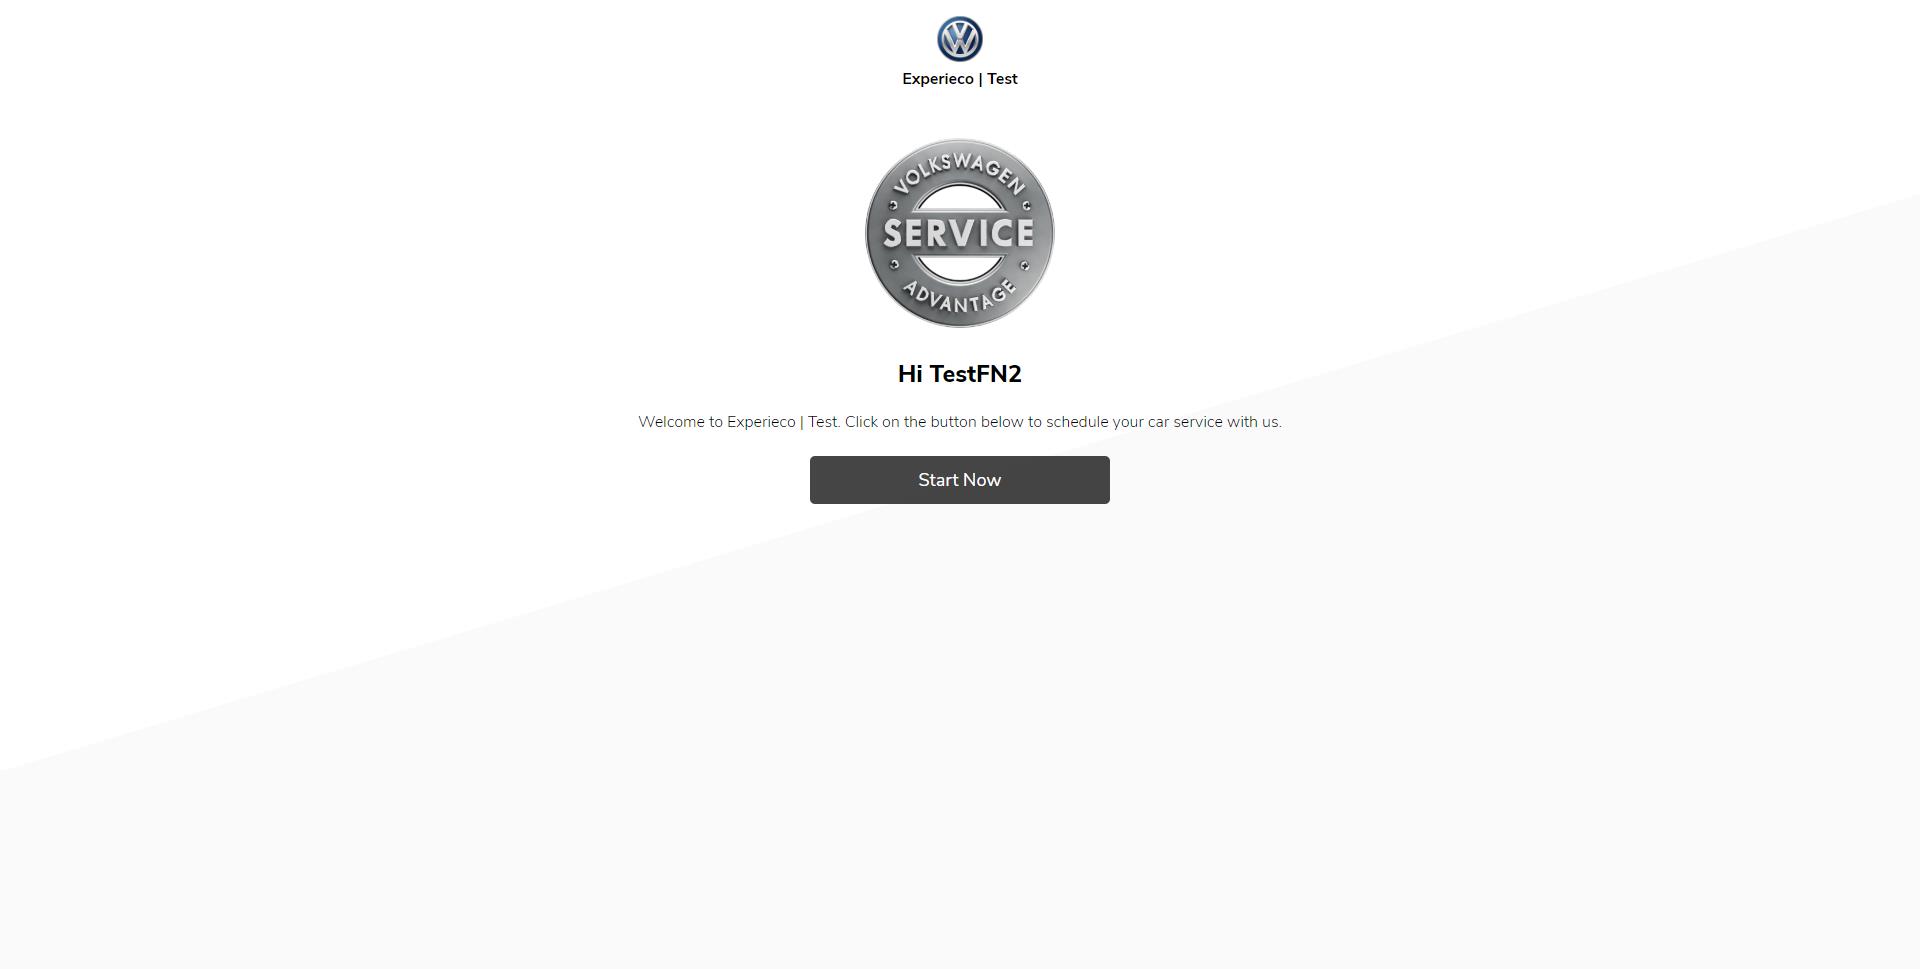 Experieco | Test
VOLKSWAGEN
SERVICE
ADVANTAGE
Hi TestFN2
Welcome to Experieco | Test. Click on the button below to schedule your car service with us.
Start Now